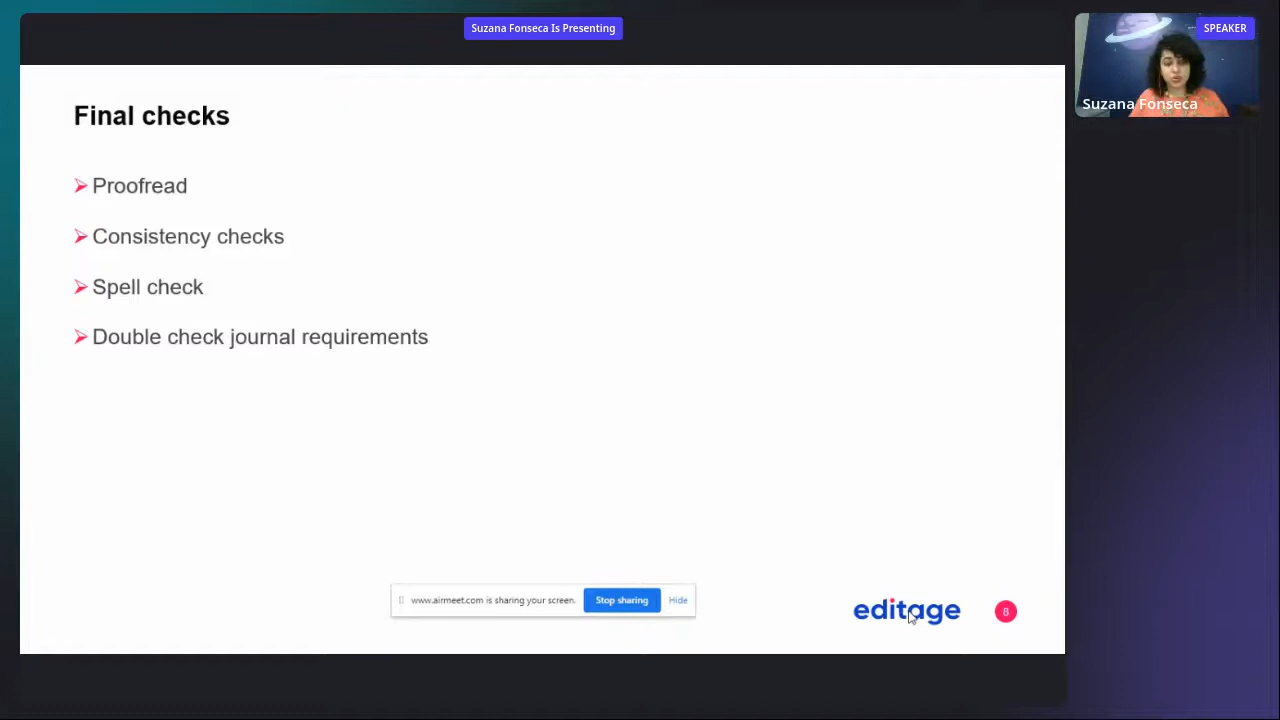 Suzana Fonseca Is Presenting
SPEAKER
Suzana Fonseca
Final checks
Proofread
Consistency checks
Spell check
Double check journal requirements
www.airmeet.com is sharing your screen. Stop sharing Hide
editage 8